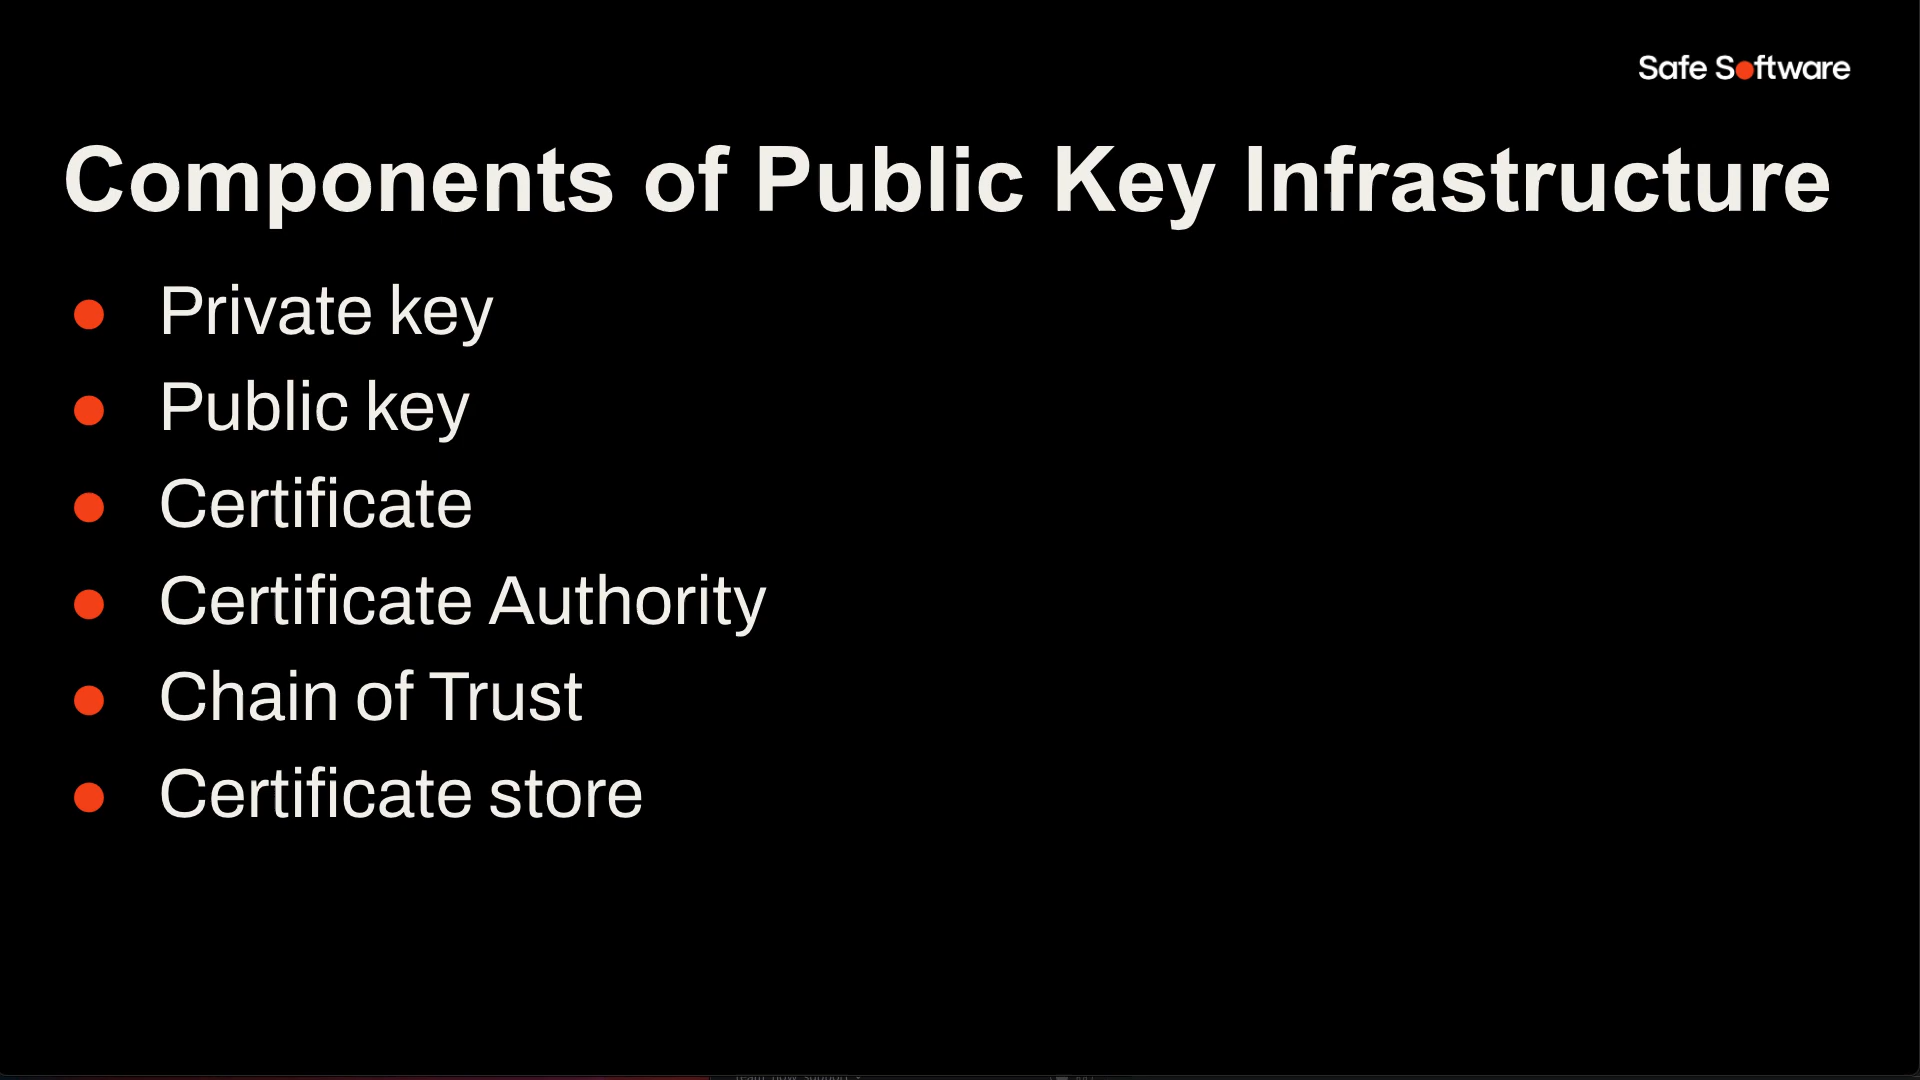 Safe Software
Components of Public Key Infrastructure
Private key
Public key
Certificate
Certificate Authority
Chain of Trust
Certificate store